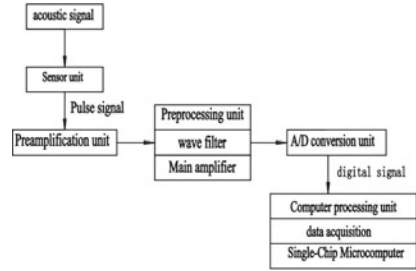 acoustic signal
Sensor unit
Pulse signal
Preamplification unit
Preprocessing unit
wave filter
Main amplifier
A/D conversion unit
digital signal
Computer processing unit
data acquisition
Single-Chip Microcomputer